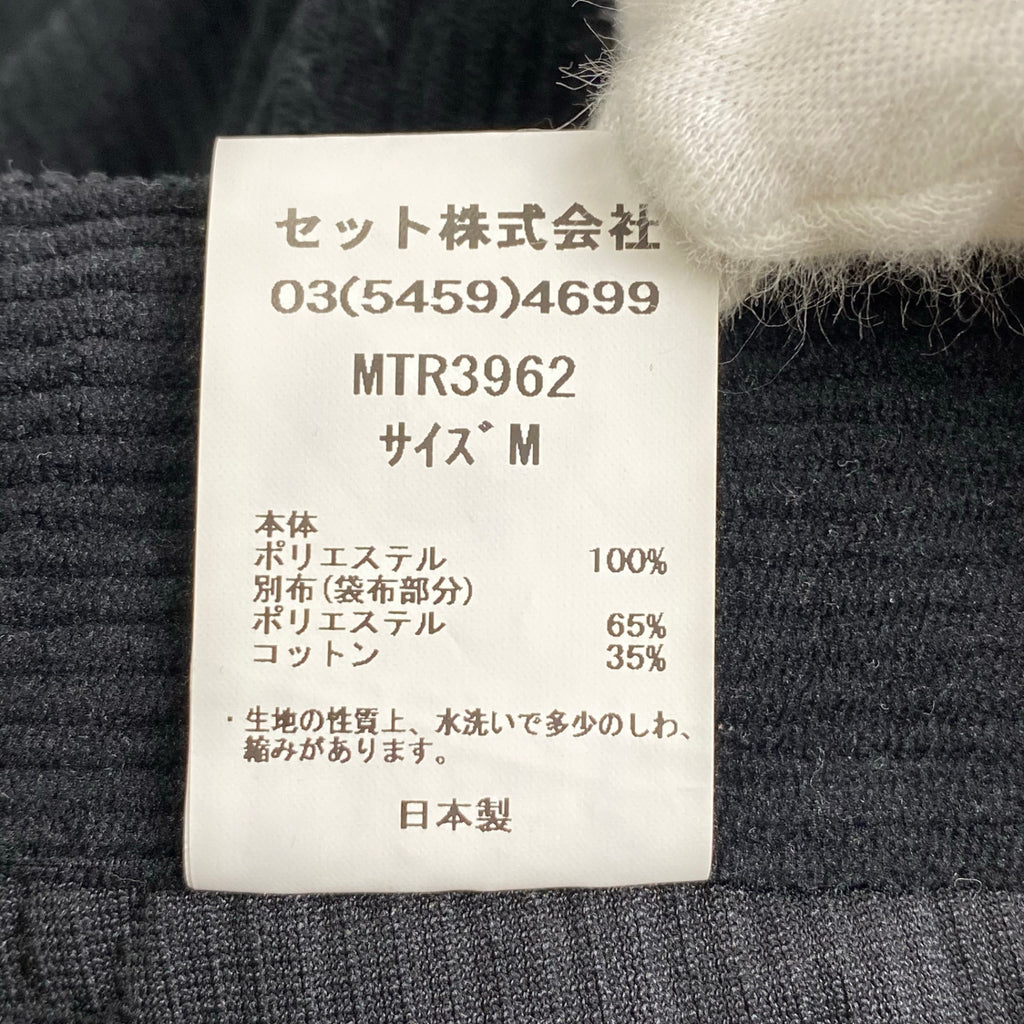 セット株式会社
03(5459)4699
MTR3962
サイズ M
本体
ポリエステル 100%
別布(袋布部分)
ポリエステル 65%
コットン 35%
・生地の性質上、水洗いで多少のしわ、
縮みがあります。
日本製